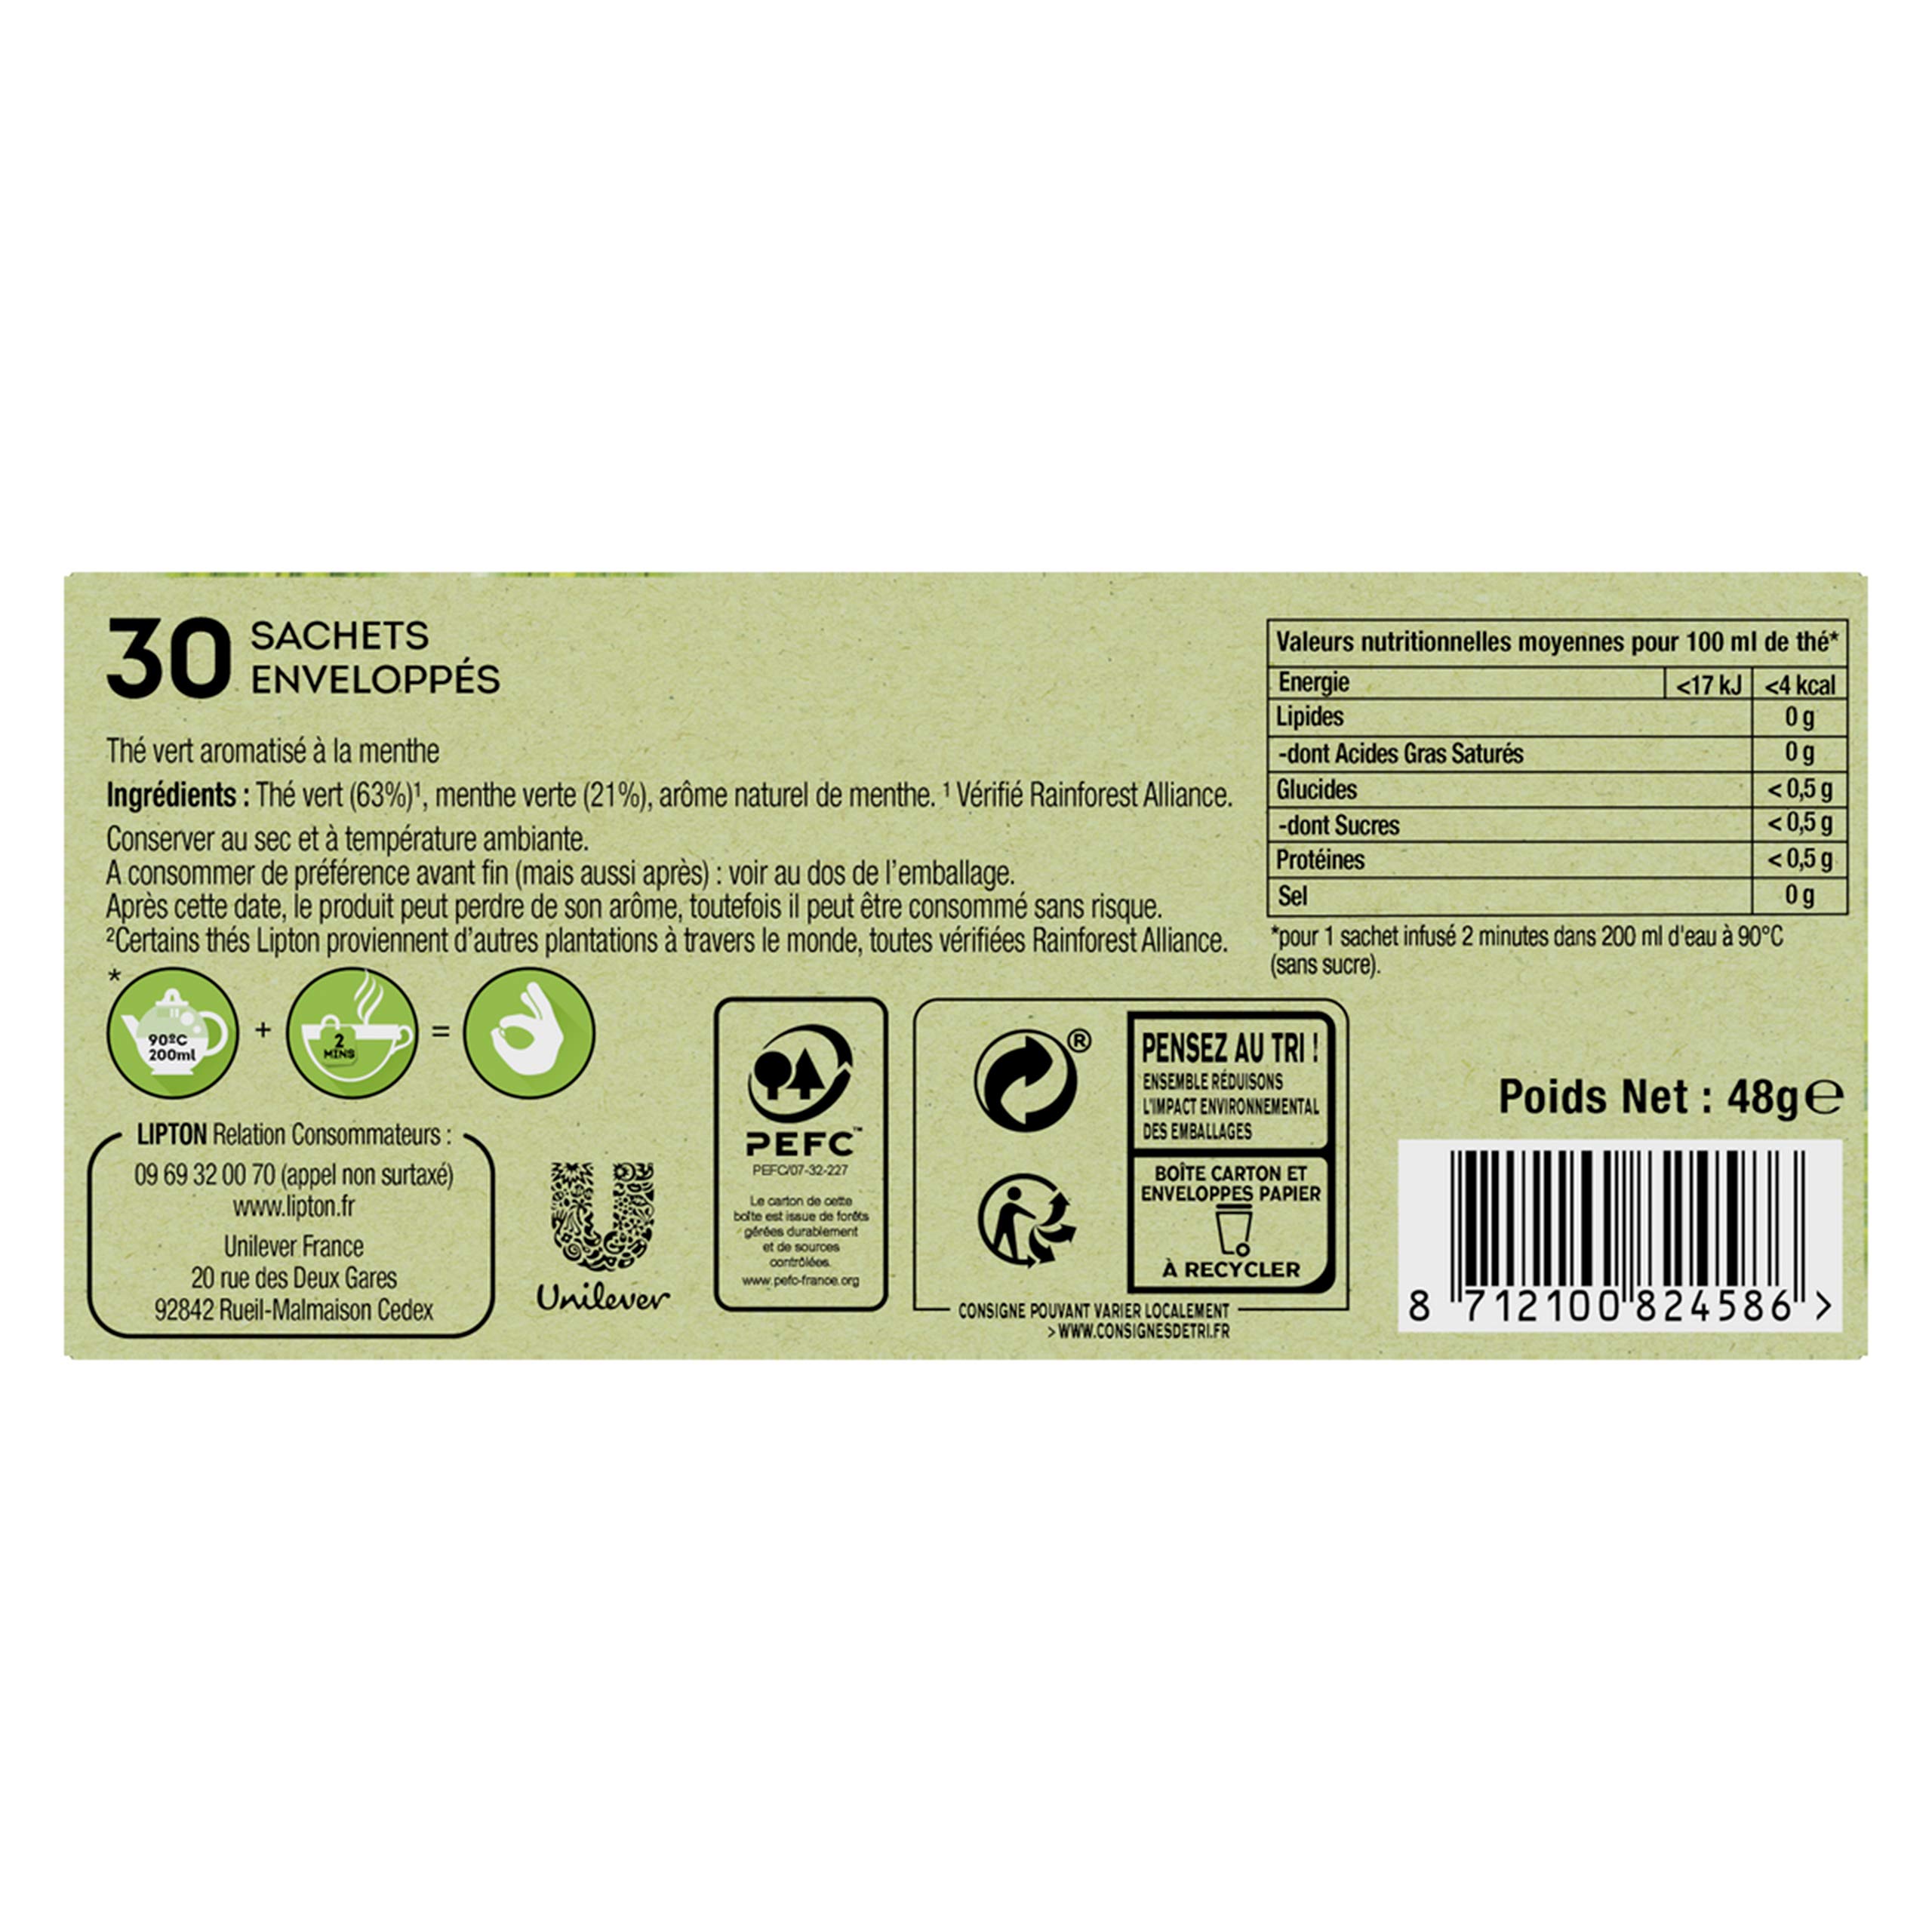 30 SACHETS
ENVELOPPÉS
Thé vert aromatisé à la menthe
Ingrédients : Thé vert (63%)¹, menthe verte (21%), arôme naturel de menthe. ¹ Vérifié Rainforest Alliance.
Conserver au sec et à température ambiante.
A consommer de préférence avant fin (mais aussi après) : voir au dos de l'emballage.
Après cette date, le produit peut perdre de son arôme, toutefois il peut être consommé sans risque.
²Certains thés Lipton proviennent d'autres plantations à travers le monde, toutes vérifiées Rainforest Alliance.
*
90ºC
200ml
+
2
MINS
=
LIPTON Relation Consommateurs :
09 69 32 00 70 (appel non surtaxé)
www.lipton.fr
Unilever France
20 rue des Deux Gares
92842 Rueil-Malmaison Cedex
Unilever
PEFC™
PEFC/07-32-227
Le carton de cette
boîte est issue de forêts
gérées durablement
et de sources
contrôlées.
www.pefc-france.org
®
PENSEZ AU TRI !
ENSEMBLE RÉDUISONS
L'IMPACT ENVIRONNEMENTAL
DES EMBALLAGES
BOÎTE CARTON ET
ENVELOPPES PAPIER
À RECYCLER
CONSIGNE POUVANT VARIER LOCALEMENT
>WWW.CONSIGNESDETRI.FR
Valeurs nutritionnelles moyennes pour 100 ml de thé*
Energie <17 kJ <4 kcal
Lipides 0 g
-dont Acides Gras Saturés 0 g
Glucides < 0,5 g
-dont Sucres < 0,5 g
Protéines < 0,5 g
Sel 0 g
*pour 1 sachet infusé 2 minutes dans 200 ml d'eau à 90°C
(sans sucre).
Poids Net : 48g℮
8 712100 824586 >